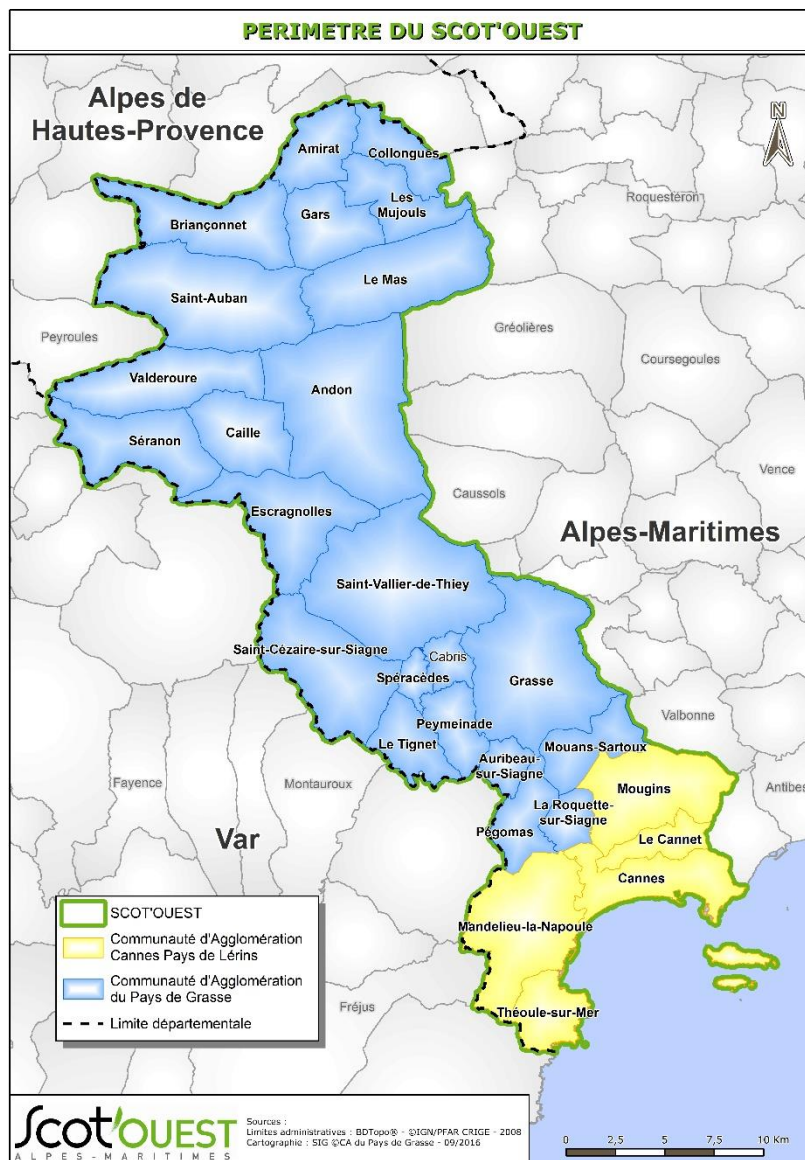 PERIMETRE DU SCOT'OUEST
Alpes de
Hautes-Provence
N
Amirat
Collongues
Roquestéron
Les
Mujouls
Briançonnet
Gars
Le Mas
Saint-Auban
Peyroules
Gréolières
Coursegoules
Valderoure
Andon
Séranon
Caille
Vence
Caussols
Escragnolles
Alpes-Maritimes
Saint-Vallier-de-Thiey
Saint-Cézaire-sur-Siagne
Cabris
Spéracèdes
Grasse
Valbonne
Peymeinade
Le Tignet
Mouans-Sartoux
Auribeau
-sur-Siagne
Fayence
Montauroux
Mougins
Antibes
La Roquette-
sur-Siagne
Var
Pégomas
Le Cannet
Cannes
Mandelieu-la-Napoule
Fréjus
Théoule-sur-Mer
SCOT'OUEST
Communauté d'Agglomération
Cannes Pays de Lérins
Communauté d'Agglomération
du Pays de Grasse
Limite départementale
Scot'OUEST
ALPES-MARITIMES
Sources :
Limites administratives : BDTopo® - ©IGN/PFAR CRIGE - 2008
Cartographie : SIG ©CA du Pays de Grasse - 09/2016
0 2,5 5 7,5 10 Km